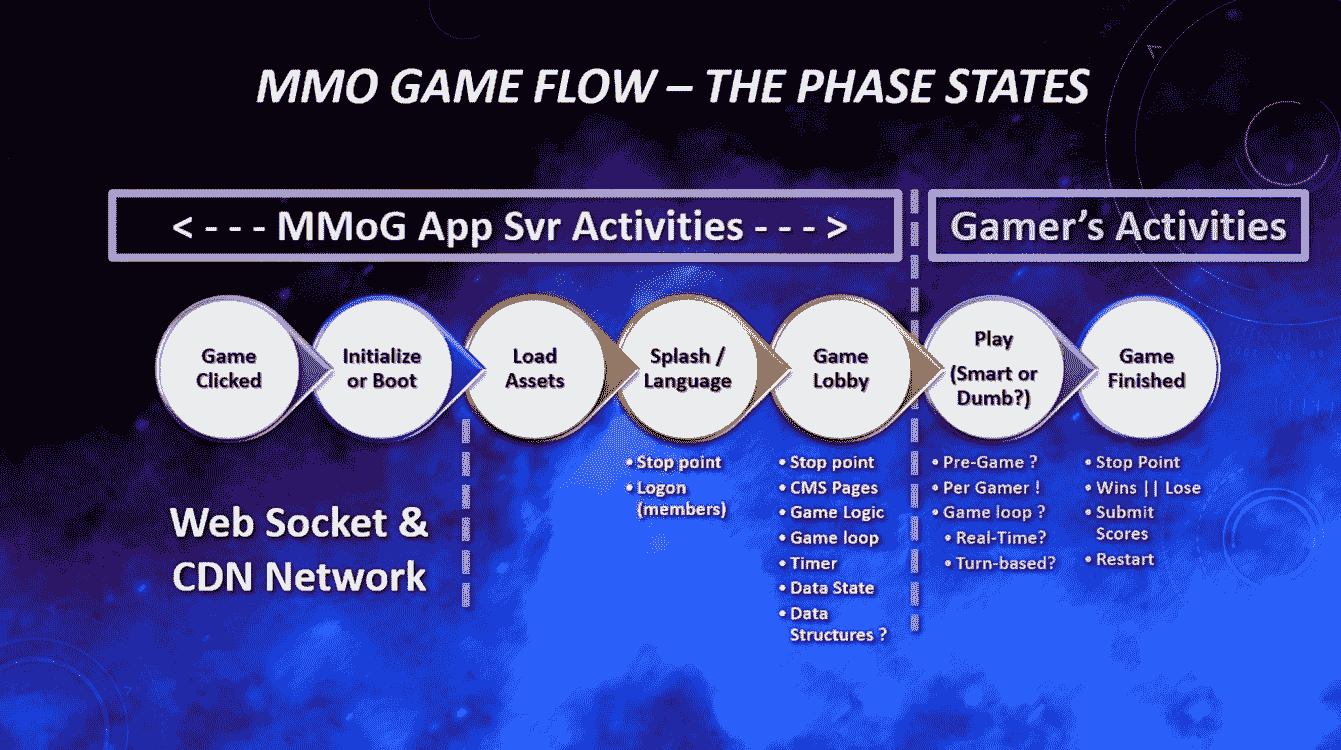 MMO GAME FLOW – THE PHASE STATES
< - - - MMoG App Svr Activities - - - >
Gamer’s Activities
Game
Clicked
Initialize
or Boot
Load
Assets
Splash /
Language
Game
Lobby
Play
(Smart or
Dumb?)
Game
Finished
Web Socket &
CDN Network
• Stop point
• Logon
(members)
• Stop point
• CMS Pages
• Game Logic
• Game loop
• Timer
• Data State
• Data
Structures ?
• Pre-Game ?
• Per Gamer !
• Game loop ?
• Real-Time?
• Turn-based?
• Stop Point
• Wins || Lose
• Submit
Scores
• Restart